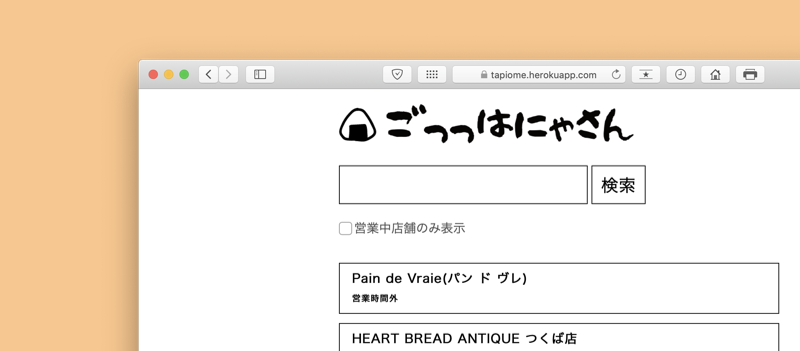 tapiome.herokuapp.com
ごっつはにゃさん
検索
営業中店舗のみ表示
Pain de Vraie(パン ド ヴレ)
営業時間外
HEART BREAD ANTIQUE つくば店